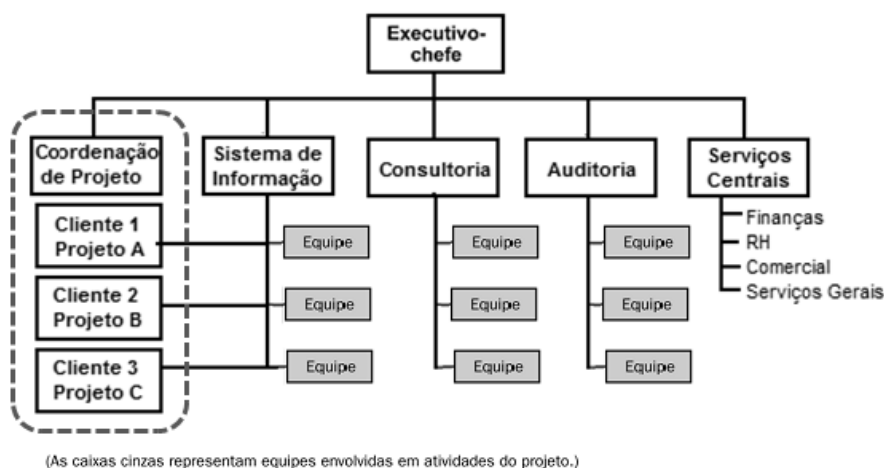 Executivo-
chefe
Coordenação
de Projeto
Sistema de
Informação
Consultoria
Auditoria
Serviços
Centrais
Cliente 1
Projeto A
Equipe
Equipe
Equipe
Finanças
RH
Comercial
Serviços Gerais
Cliente 2
Projeto B
Equipe
Equipe
Equipe
Cliente 3
Projeto C
Equipe
Equipe
Equipe
(As caixas cinzas representam equipes envolvidas em atividades do projeto.)